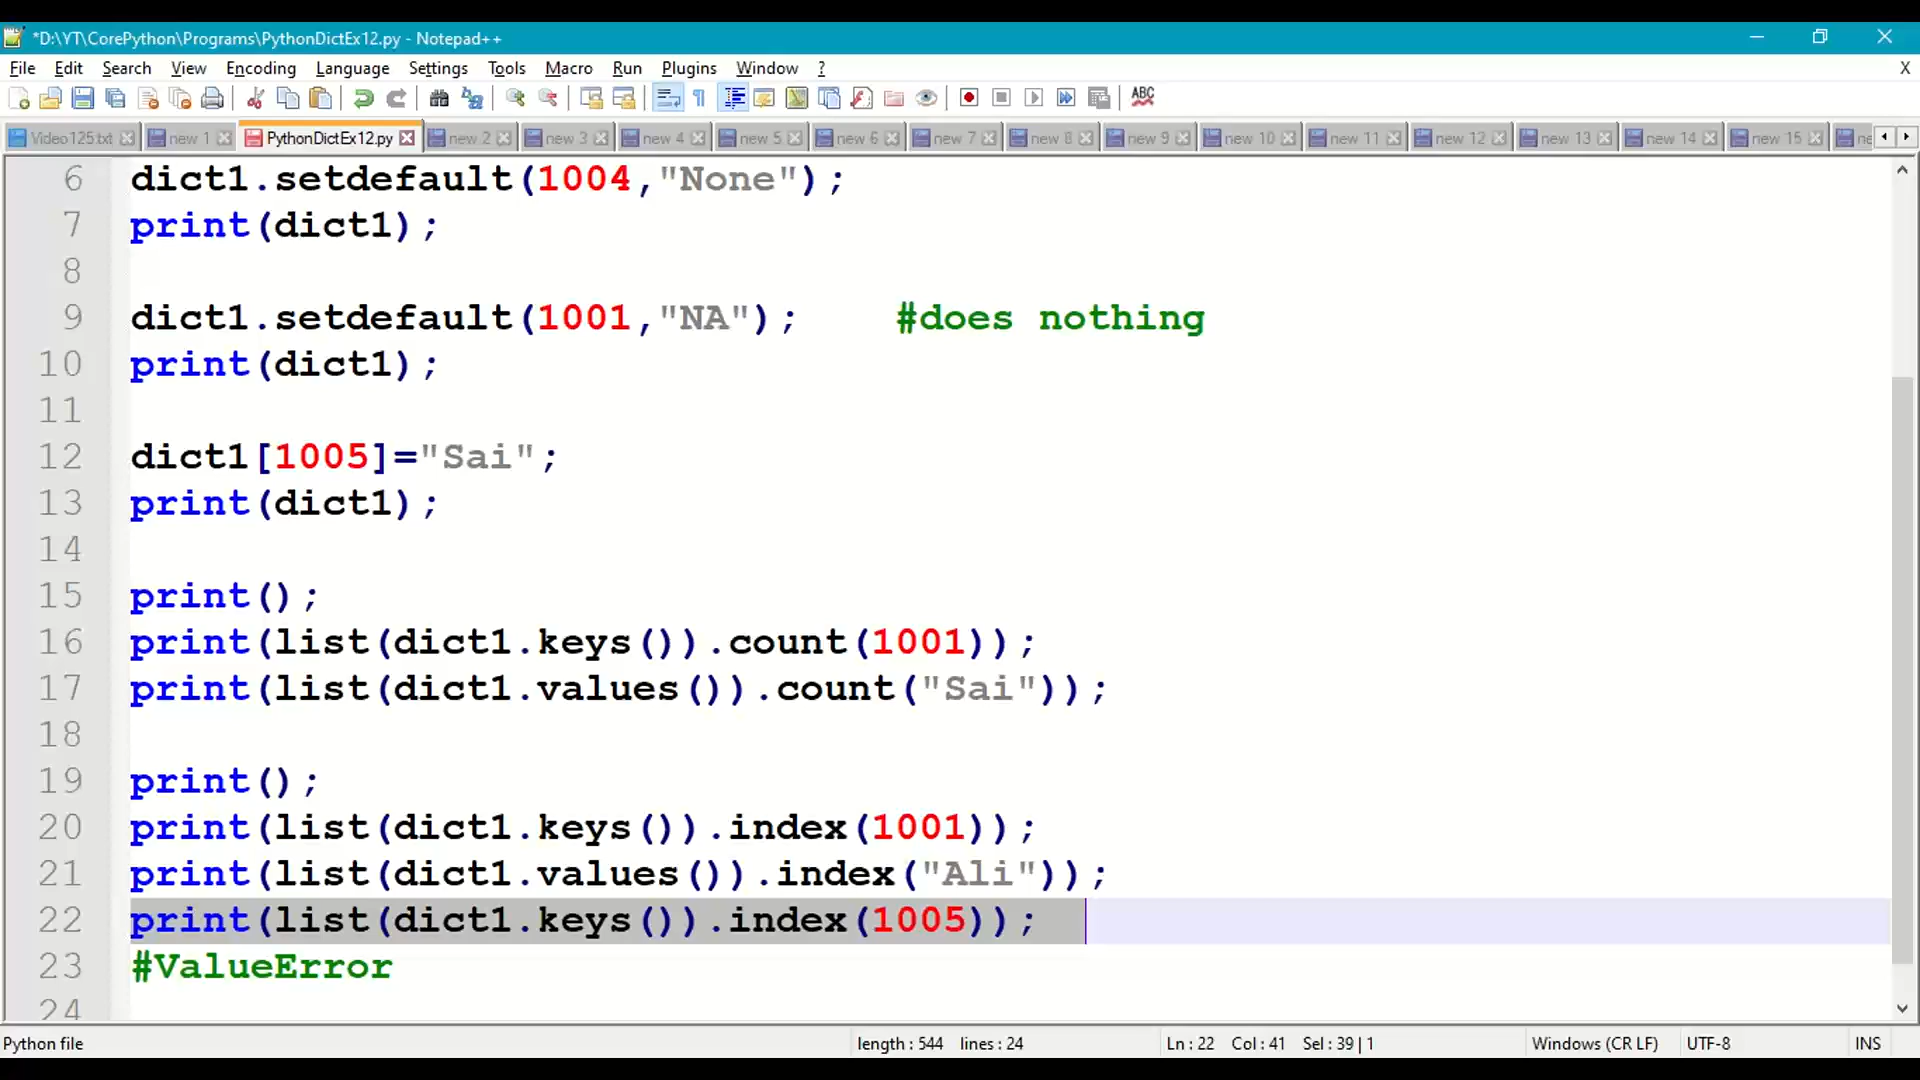 *D:\YT\CorePython\Programs\PythonDictEx12.py - Notepad++
File Edit Search View Encoding Language Settings Tools Macro Run Plugins Window ? X
ABC
Video125.txt new 1 PythonDictEx12.py new 2 new 3 new 4 new 5 new 6 new 7 new 8 new 9 new 10 new 11 new 12 new 13 new 14 new 15 ne
6 dict1.setdefault(1004,"None");
7 print(dict1);
8
9 dict1.setdefault(1001,"NA"); #does nothing
10 print(dict1);
11
12 dict1[1005]="Sai";
13 print(dict1);
14
15 print();
16 print(list(dict1.keys()).count(1001));
17 print(list(dict1.values()).count("Sai"));
18
19 print();
20 print(list(dict1.keys()).index(1001));
21 print(list(dict1.values()).index("Ali"));
22 print(list(dict1.keys()).index(1005));
23 #ValueError
24
Python file length : 544 lines : 24 Ln : 22 Col : 41 Sel : 39 | 1 Windows (CR LF) UTF-8 INS